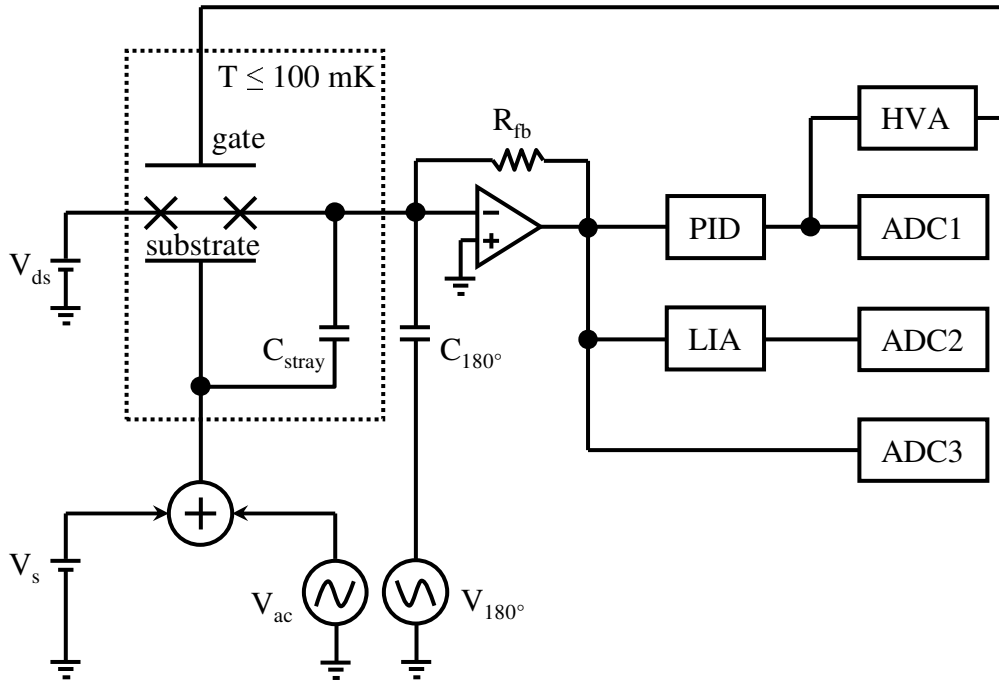 T ≤ 100 mK
gate
substrate
V_ds
R_fb
−
+
HVA
PID
ADC1
C_stray
C_180°
LIA
ADC2
ADC3
+
V_s
V_ac
V_180°